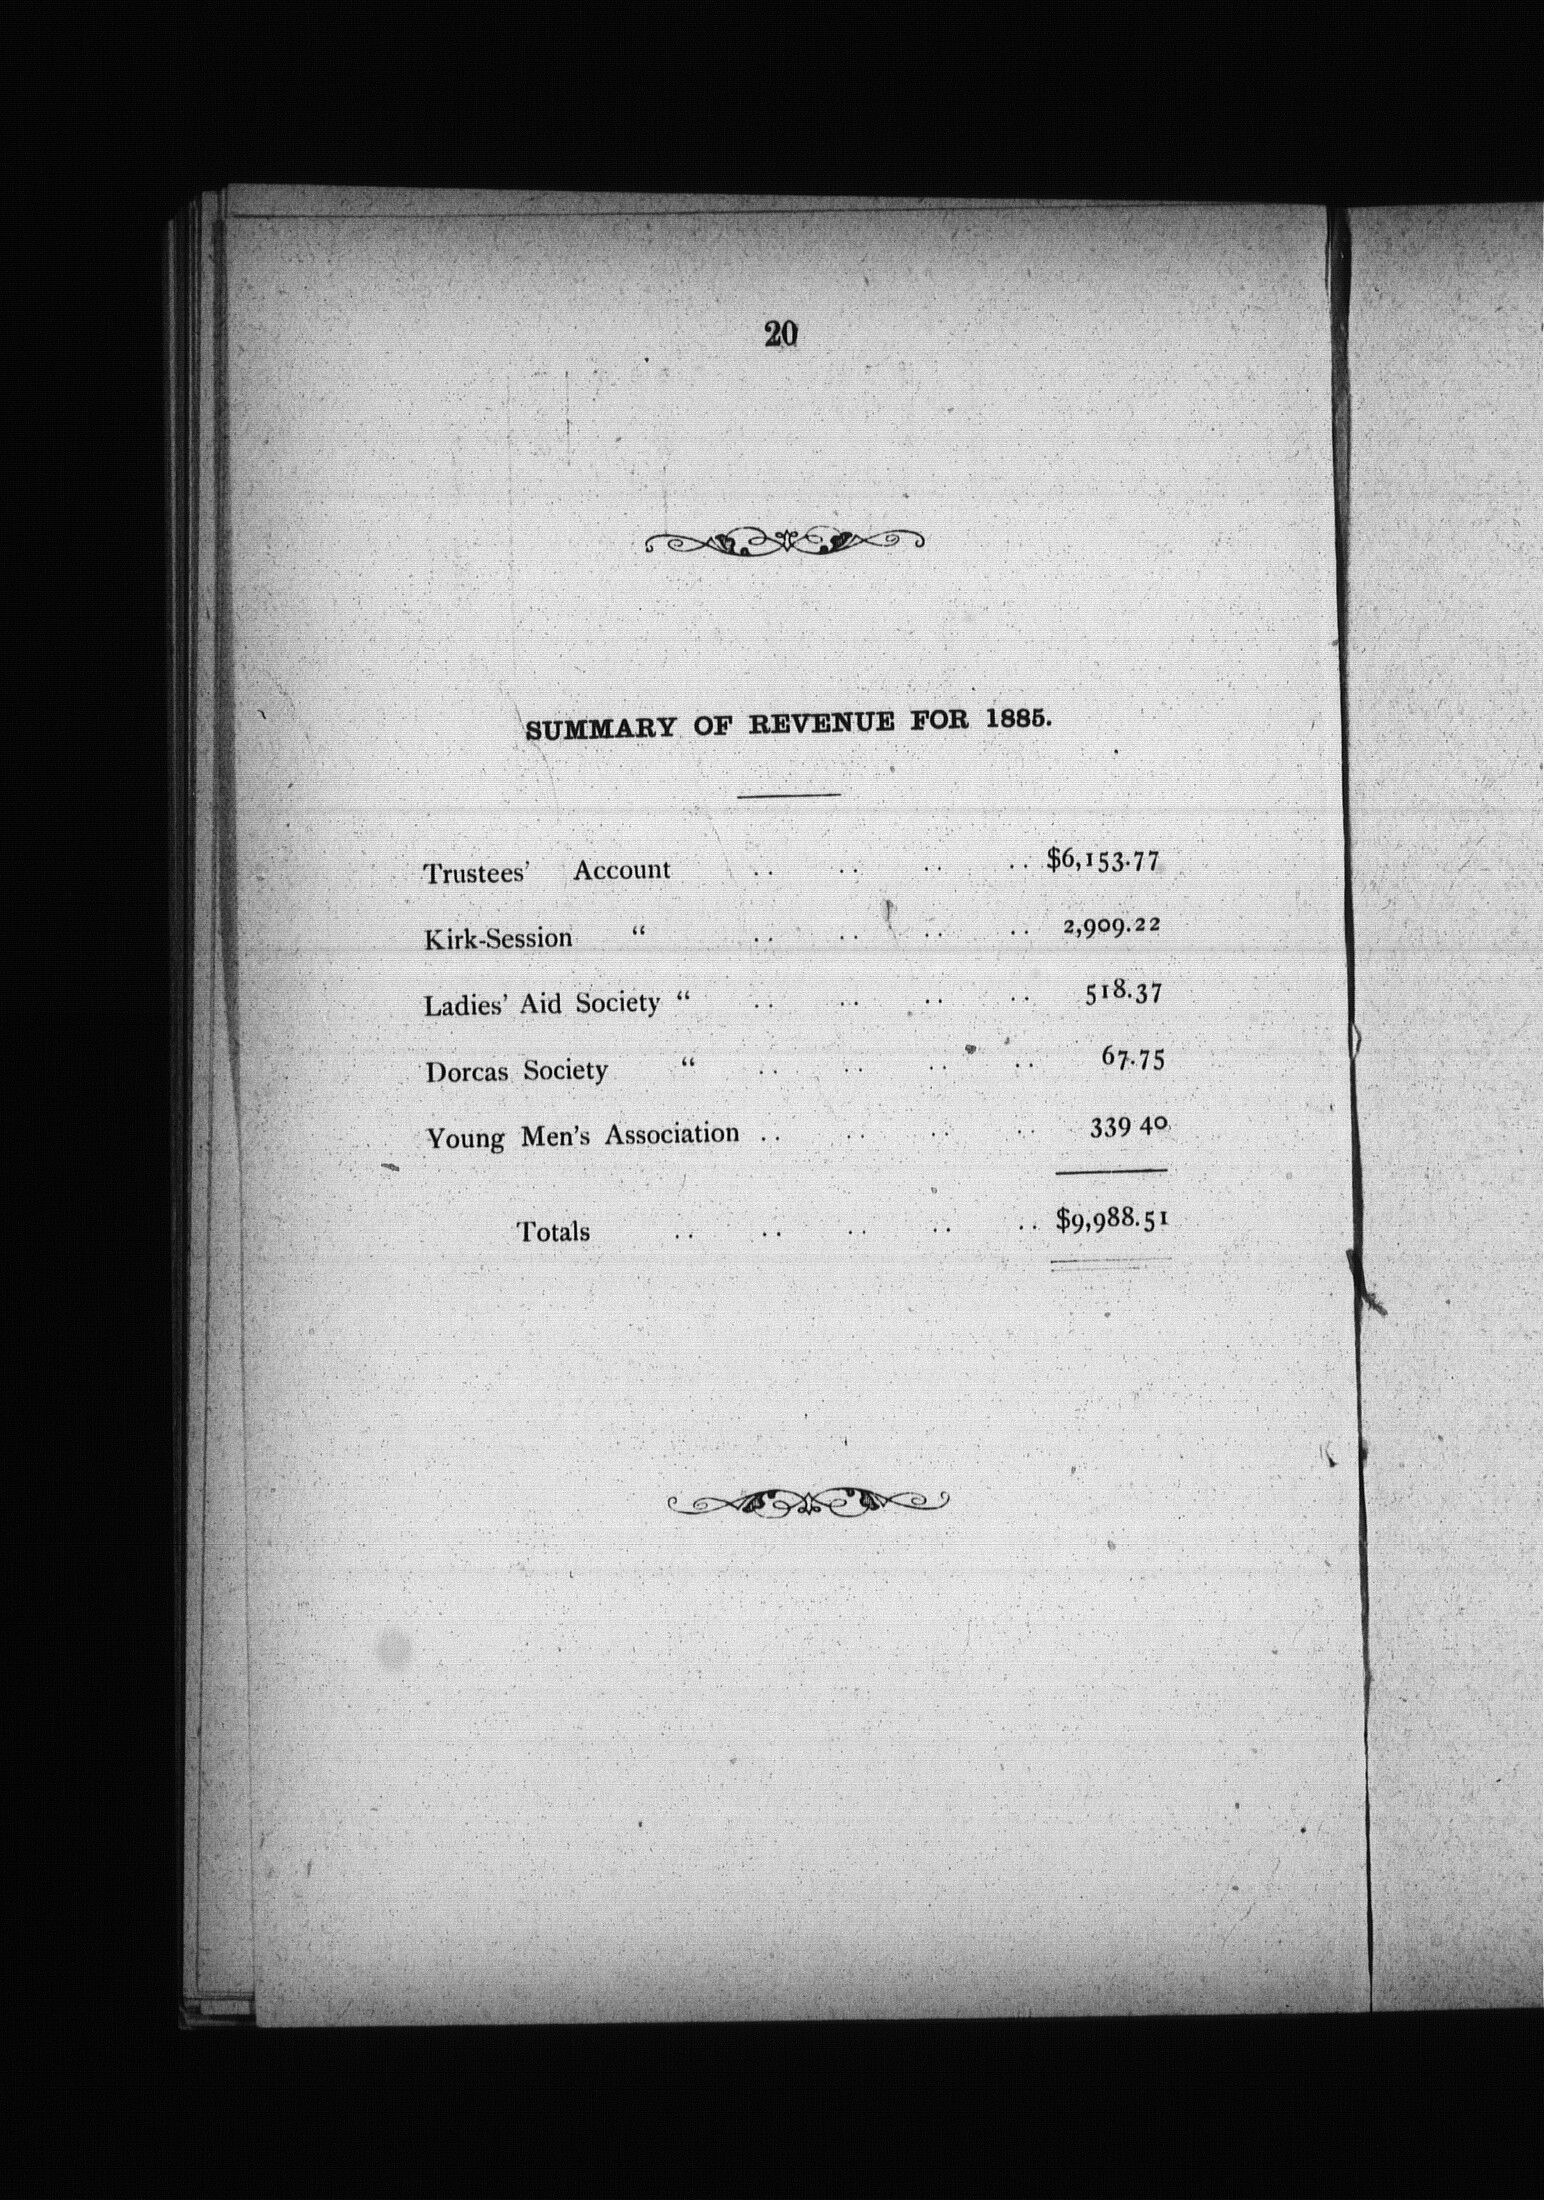 20
SUMMARY OF REVENUE FOR 1885.
Trustees' Account .. .. .. .. $6,153.77
Kirk-Session “ .. .. .. .. 2,909.22
Ladies' Aid Society “ .. .. .. .. 518.37
Dorcas Society “ .. .. .. .. 67.75
Young Men's Association .. .. .. .. 339 40
Totals .. .. .. .. .. $9,988.51